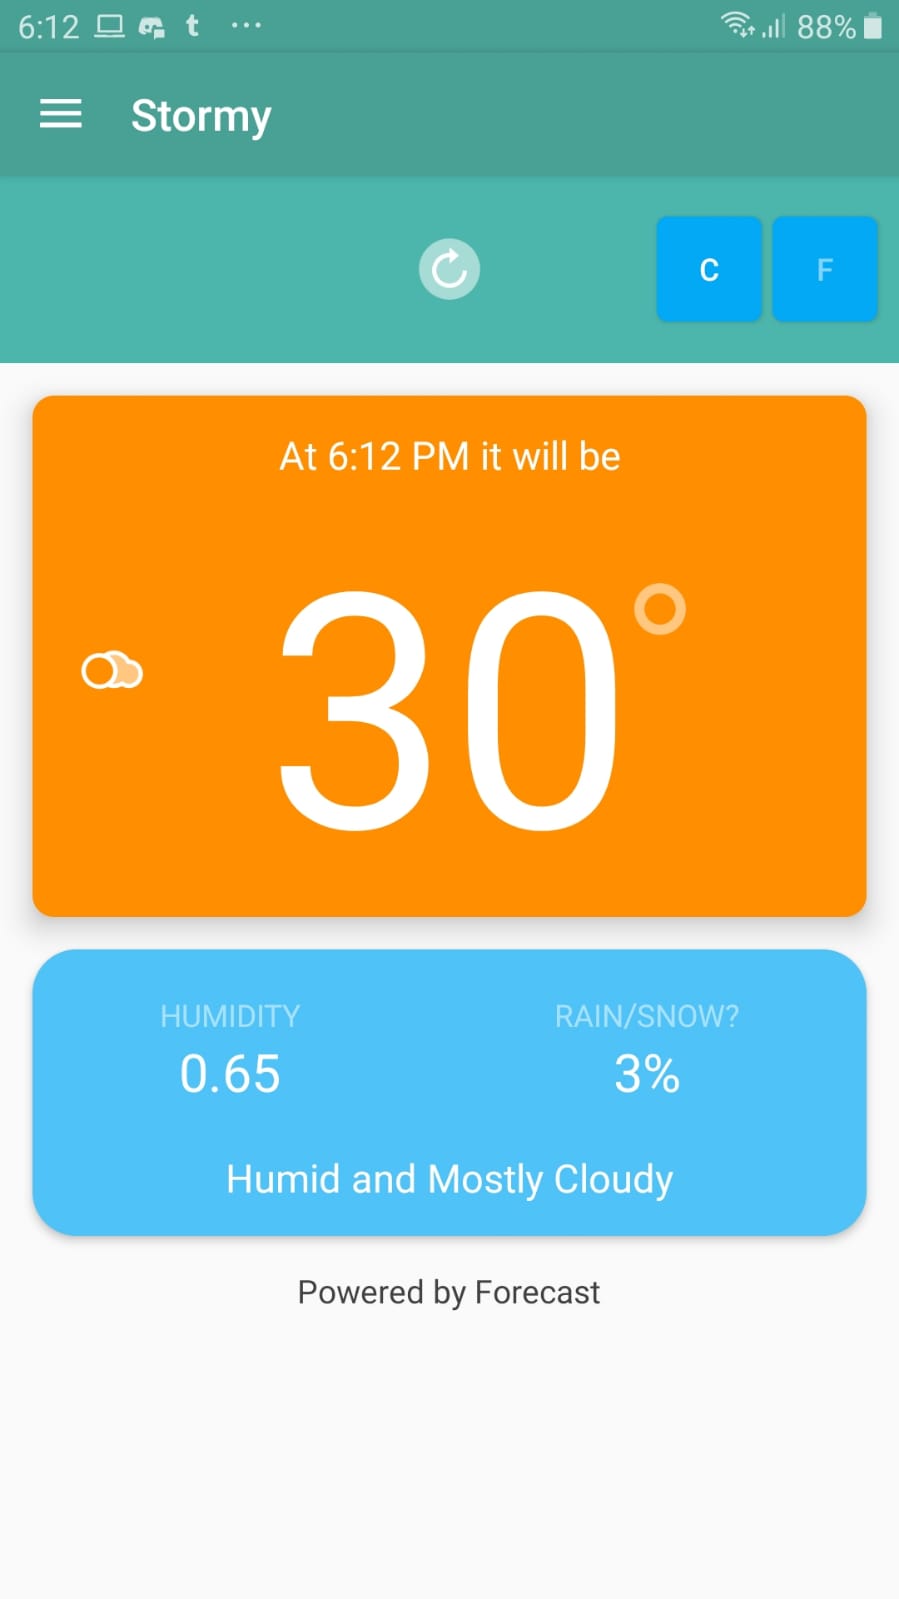 6:12 t ... 88%
Stormy
C F
At 6:12 PM it will be
30°
HUMIDITY RAIN/SNOW?
0.65 3%
Humid and Mostly Cloudy
Powered by Forecast